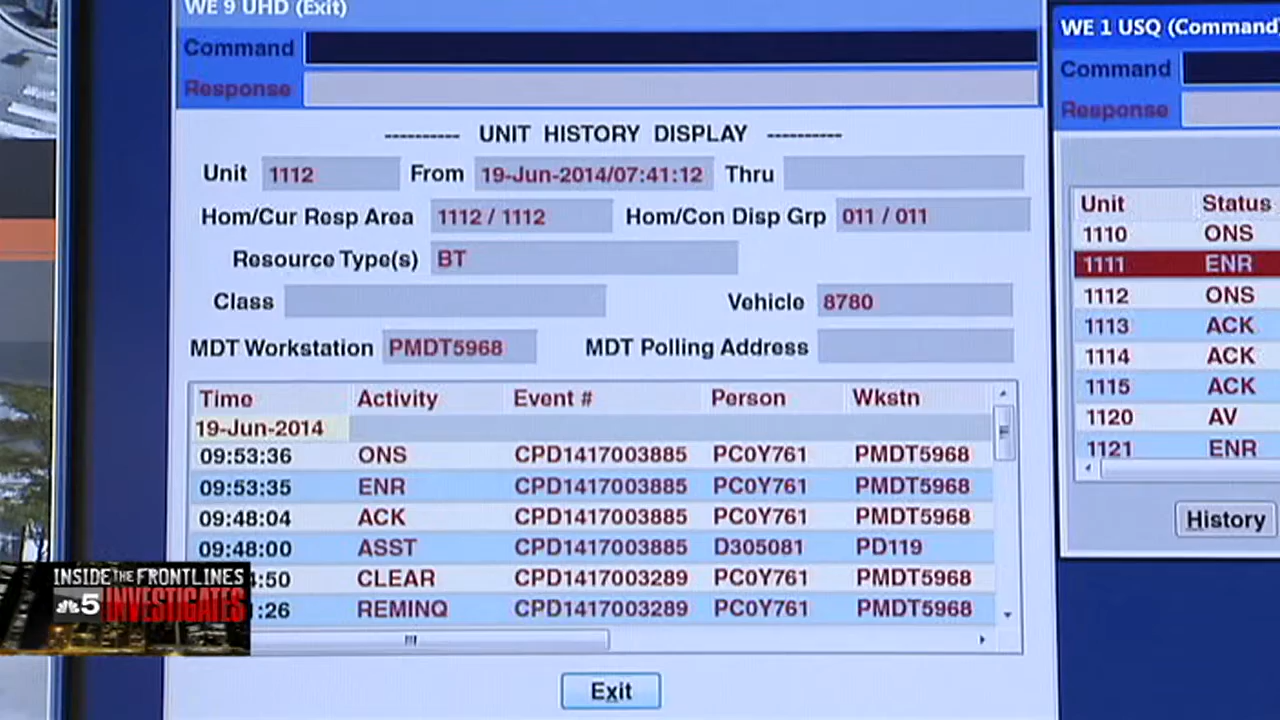 WE 9 UHD (Exit)
Command
Response
---------- UNIT HISTORY DISPLAY ----------
Unit 1112 From 19-Jun-2014/07:41:12 Thru
Hom/Cur Resp Area 1112 / 1112 Hom/Con Disp Grp 011 / 011
Resource Type(s) BT
Class Vehicle 8780
MDT Workstation PMDT5968 MDT Polling Address
Time Activity Event # Person Wkstn
19-Jun-2014
09:53:36 ONS CPD1417003885 PC0Y761 PMDT5968
09:53:35 ENR CPD1417003885 PC0Y761 PMDT5968
09:48:04 ACK CPD1417003885 PC0Y761 PMDT5968
09:48:00 ASST CPD1417003885 D305081 PD119
:50 CLEAR CPD1417003289 PC0Y761 PMDT5968
:26 REMINQ CPD1417003289 PC0Y761 PMDT5968
Exit
WE 1 USQ (Command
Command
Response
Unit Status
1110 ONS
1111 ENR
1112 ONS
1113 ACK
1114 ACK
1115 ACK
1120 AV
1121 ENR
History
INSIDE THE FRONTLINES
5 INVESTIGATES